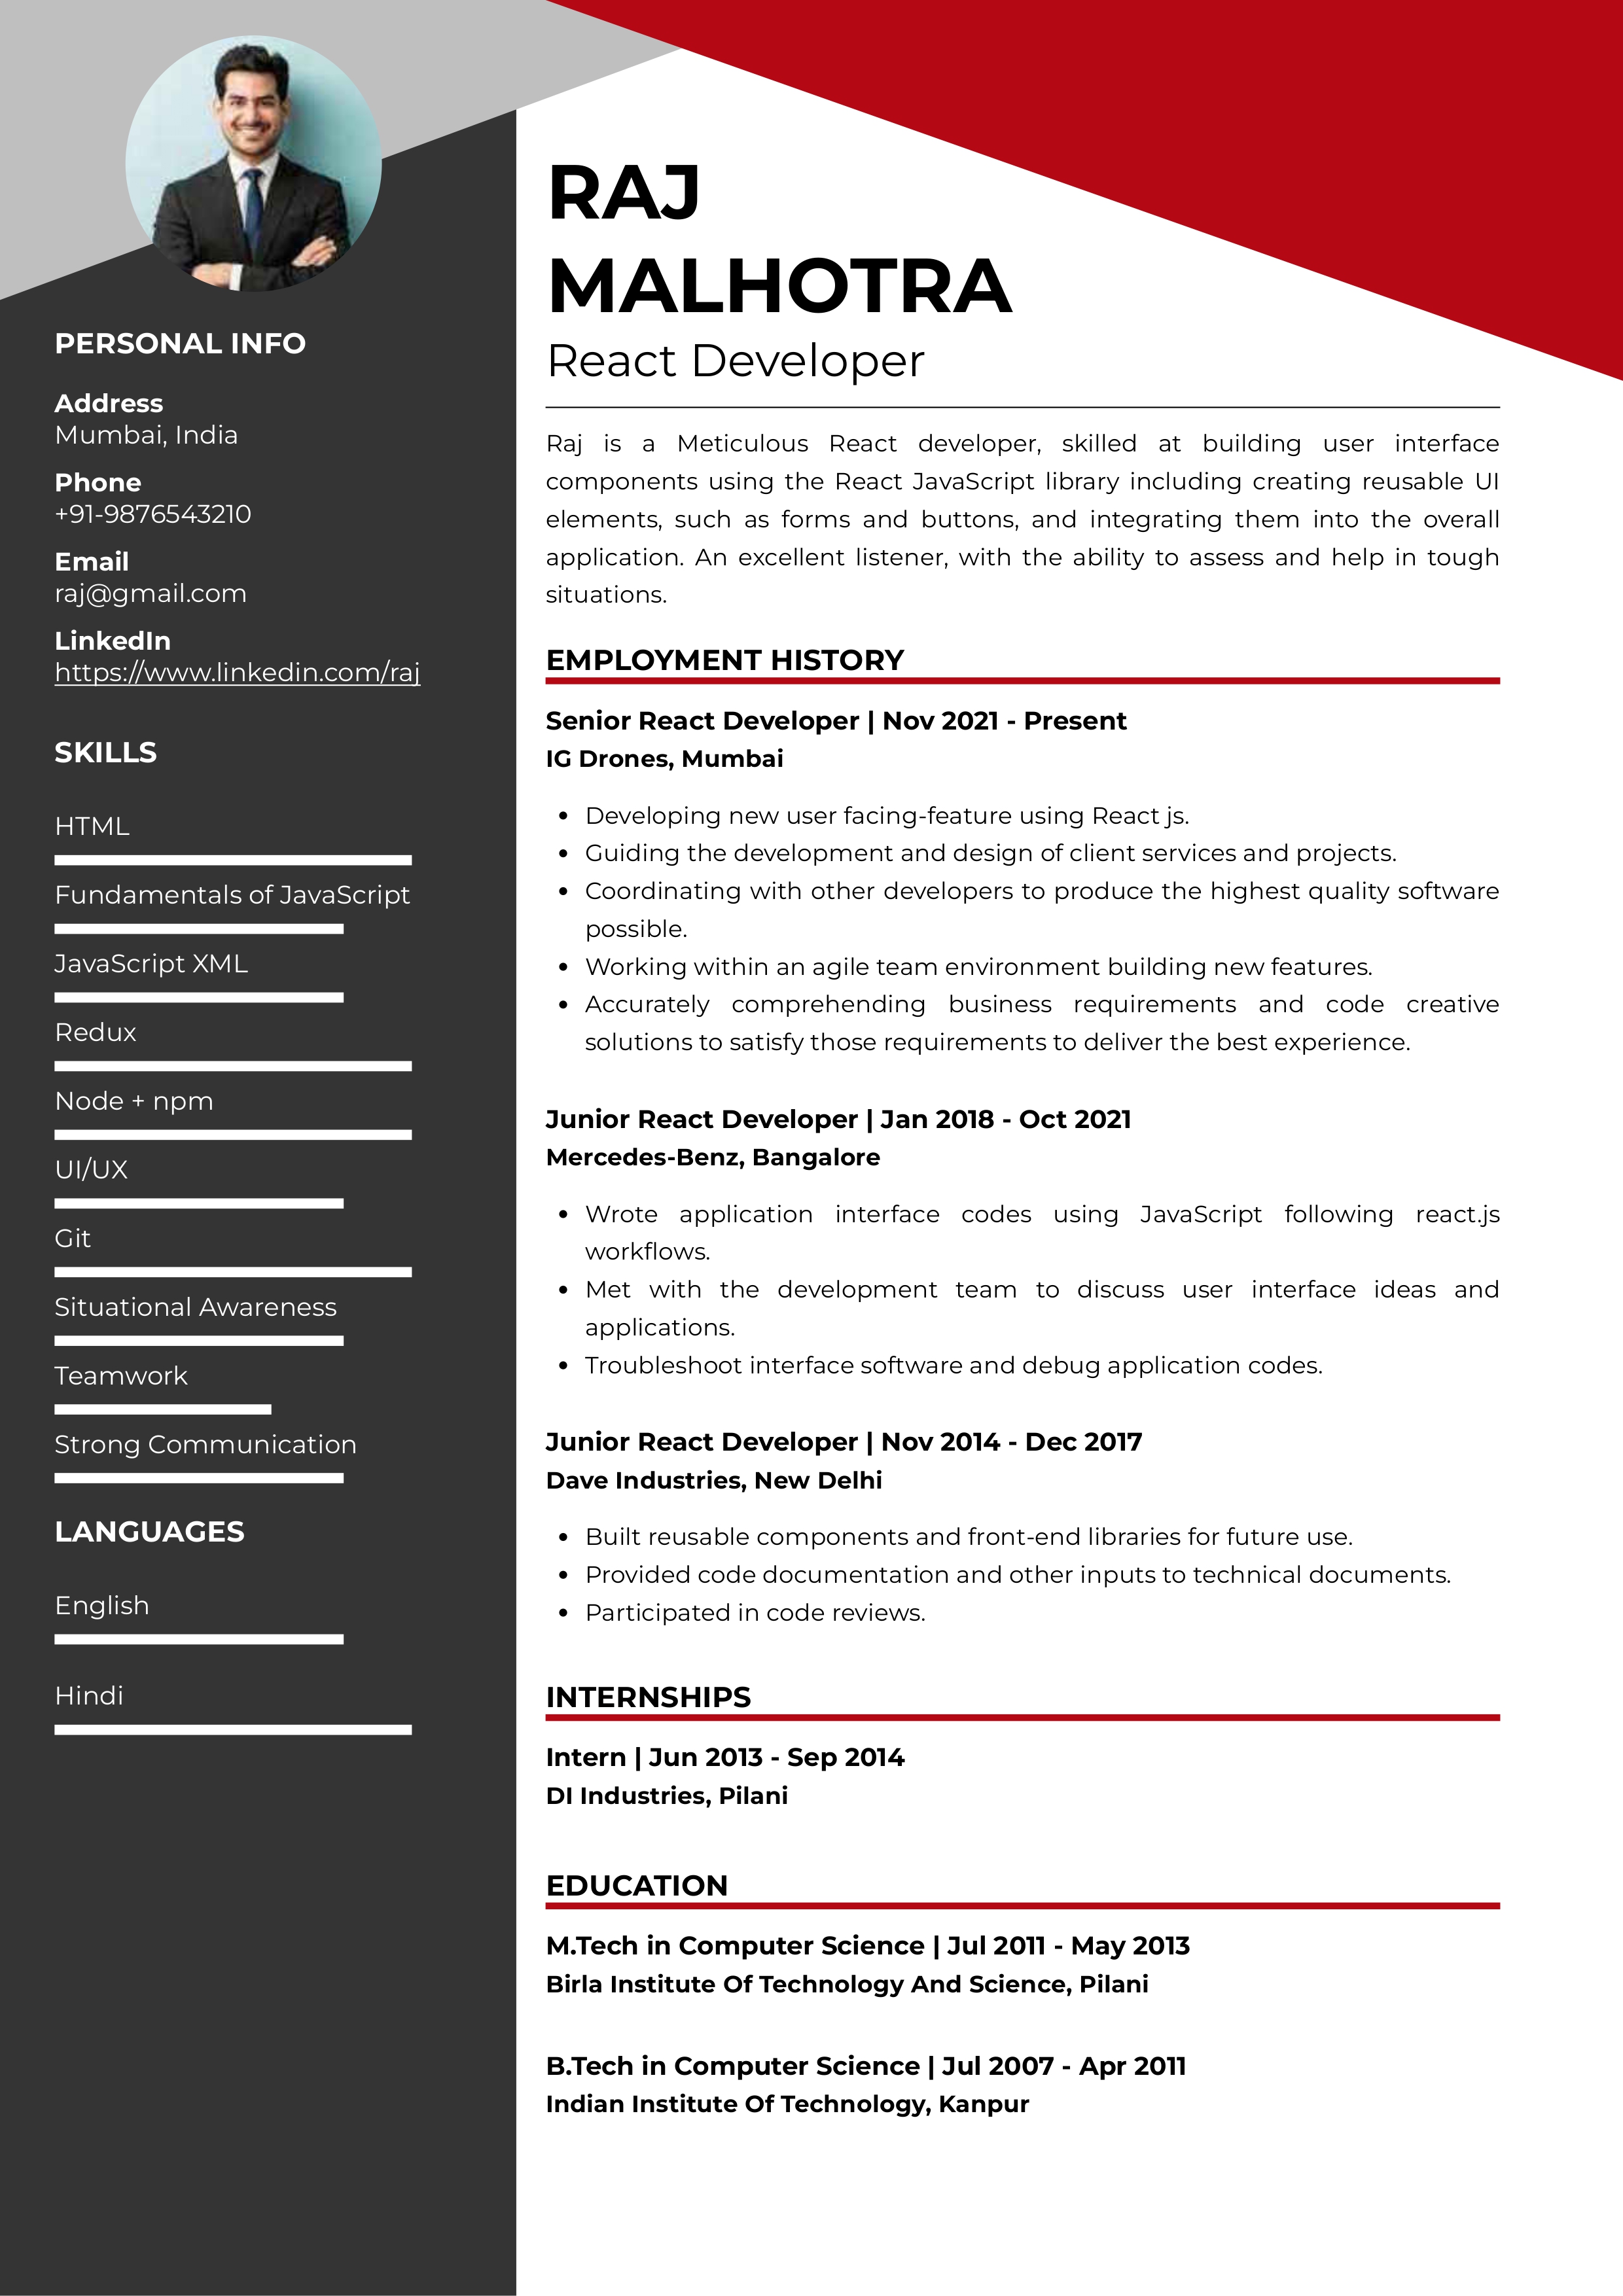 PERSONAL INFO
Address
Mumbai, India
Phone
+91-9876543210
Email
raj@gmail.com
LinkedIn
https://www.linkedin.com/raj
SKILLS
HTML
Fundamentals of JavaScript
JavaScript XML
Redux
Node + npm
UI/UX
Git
Situational Awareness
Teamwork
Strong Communication
LANGUAGES
English
Hindi
RAJ
MALHOTRA
React Developer
Raj is a Meticulous React developer, skilled at building user interface
components using the React JavaScript library including creating reusable UI
elements, such as forms and buttons, and integrating them into the overall
application. An excellent listener, with the ability to assess and help in tough
situations.
EMPLOYMENT HISTORY
Senior React Developer | Nov 2021 - Present
IG Drones, Mumbai
• Developing new user facing-feature using React js.
• Guiding the development and design of client services and projects.
• Coordinating with other developers to produce the highest quality software
possible.
• Working within an agile team environment building new features.
• Accurately comprehending business requirements and code creative
solutions to satisfy those requirements to deliver the best experience.
Junior React Developer | Jan 2018 - Oct 2021
Mercedes-Benz, Bangalore
• Wrote application interface codes using JavaScript following react.js
workflows.
• Met with the development team to discuss user interface ideas and
applications.
• Troubleshoot interface software and debug application codes.
Junior React Developer | Nov 2014 - Dec 2017
Dave Industries, New Delhi
• Built reusable components and front-end libraries for future use.
• Provided code documentation and other inputs to technical documents.
• Participated in code reviews.
INTERNSHIPS
Intern | Jun 2013 - Sep 2014
DI Industries, Pilani
EDUCATION
M.Tech in Computer Science | Jul 2011 - May 2013
Birla Institute Of Technology And Science, Pilani
B.Tech in Computer Science | Jul 2007 - Apr 2011
Indian Institute Of Technology, Kanpur